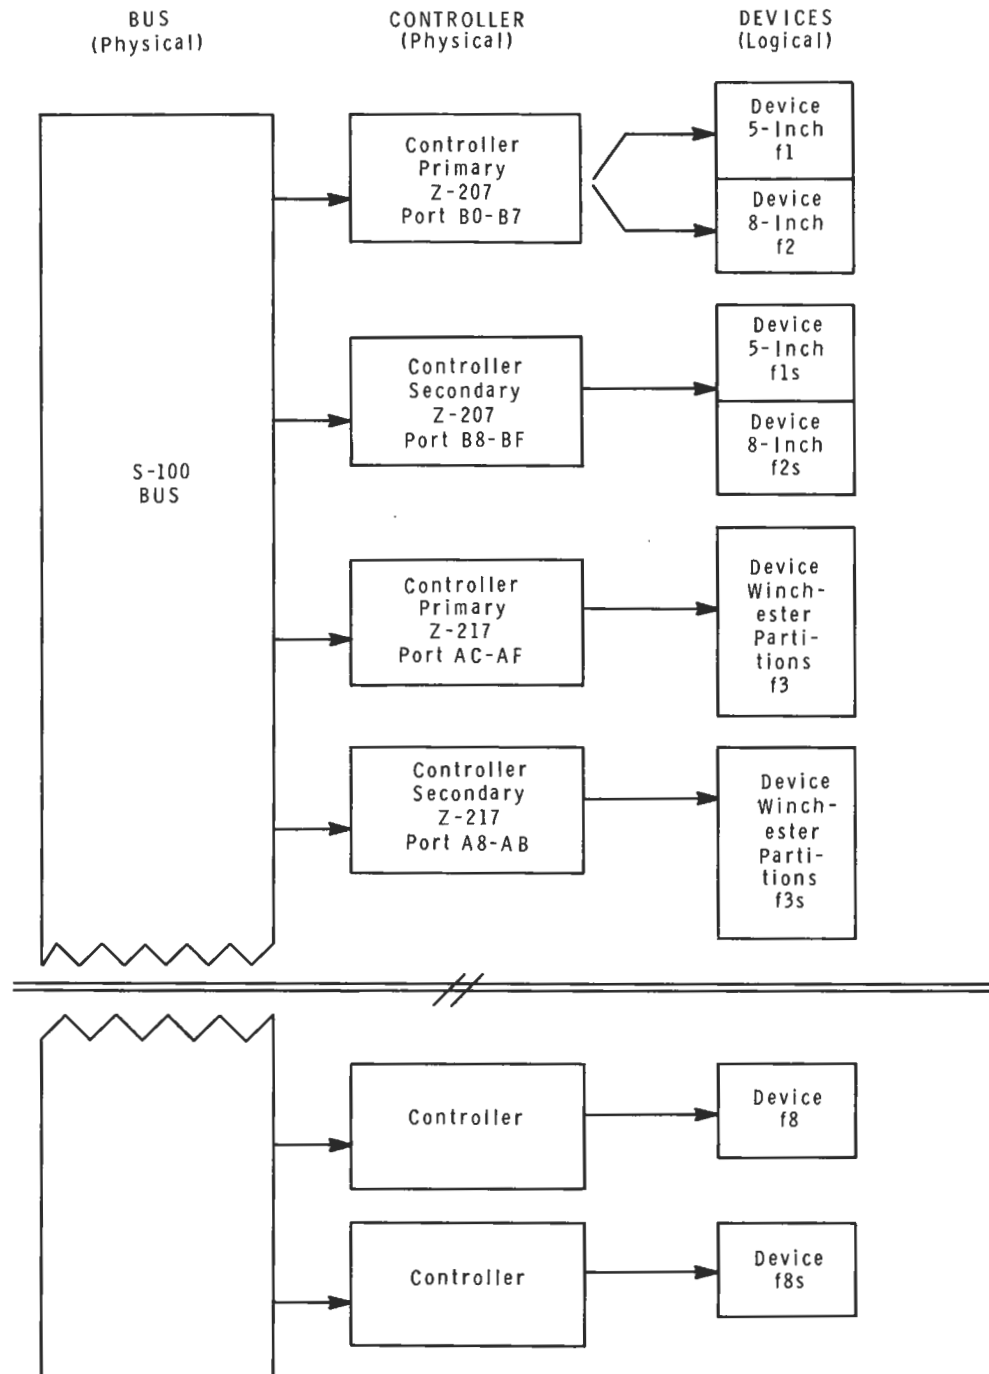 BUS
(Physical)
CONTROLLER
(Physical)
DEVICES
(Logical)
S-100
BUS
Controller
Primary
Z-207
Port B0-B7
Device
5-Inch
f1
Device
8-Inch
f2
Controller
Secondary
Z-207
Port B8-BF
Device
5-Inch
f1s
Device
8-Inch
f2s
Controller
Primary
Z-217
Port AC-AF
Device
Winch-
ester
Parti-
tions
f3
Controller
Secondary
Z-217
Port A8-AB
Device
Winch-
ester
Parti-
tions
f3s
Controller
Device
f8
Controller
Device
f8s